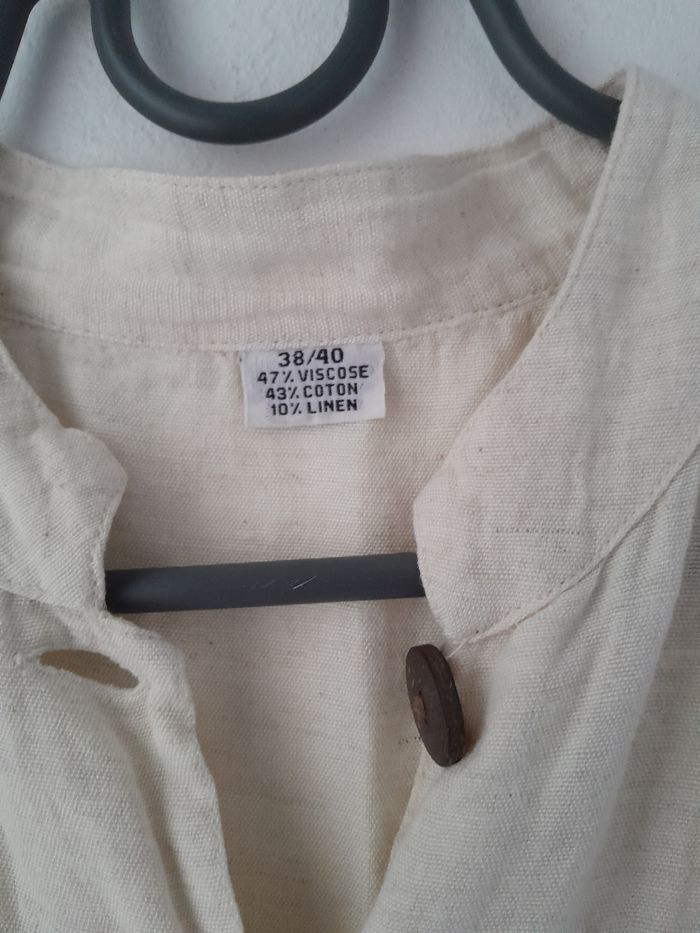 38/40
47% VISCOSE
43% COTON
10% LINEN